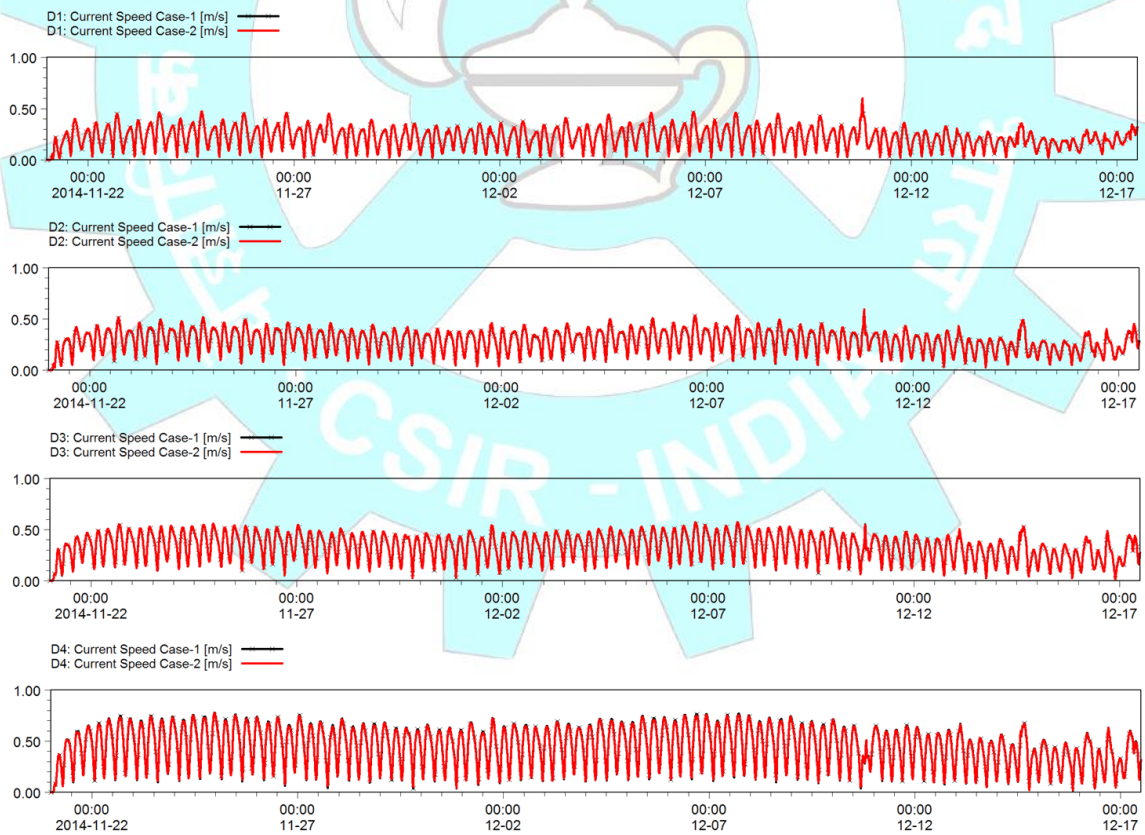 D1: Current Speed Case-1 [m/s]
D1: Current Speed Case-2 [m/s]
1.00
0.50
0.00
00:00 00:00 00:00 00:00 00:00 00:00
2014-11-22 11-27 12-02 12-07 12-12 12-17
D2: Current Speed Case-1 [m/s]
D2: Current Speed Case-2 [m/s]
1.00
0.50
0.00
00:00 00:00 00:00 00:00 00:00 00:00
2014-11-22 11-27 12-02 12-07 12-12 12-17
CSIR - INDIA
D3: Current Speed Case-1 [m/s]
D3: Current Speed Case-2 [m/s]
1.00
0.50
0.00
00:00 00:00 00:00 00:00 00:00 00:00
2014-11-22 11-27 12-02 12-07 12-12 12-17
D4: Current Speed Case-1 [m/s]
D4: Current Speed Case-2 [m/s]
1.00
0.50
0.00
00:00 00:00 00:00 00:00 00:00 00:00
2014-11-22 11-27 12-02 12-07 12-12 12-17